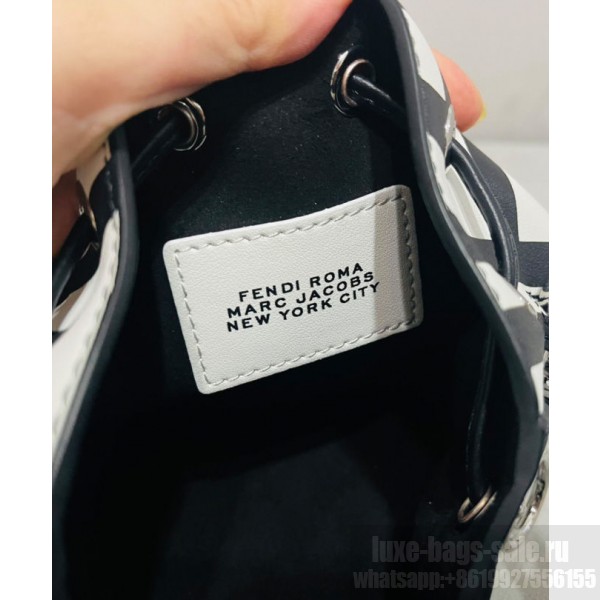 FENDI ROMA
MARC JACOBS
NEW YORK CITY
luxe-bags-sale.ru
whatsapp:+8619927556155